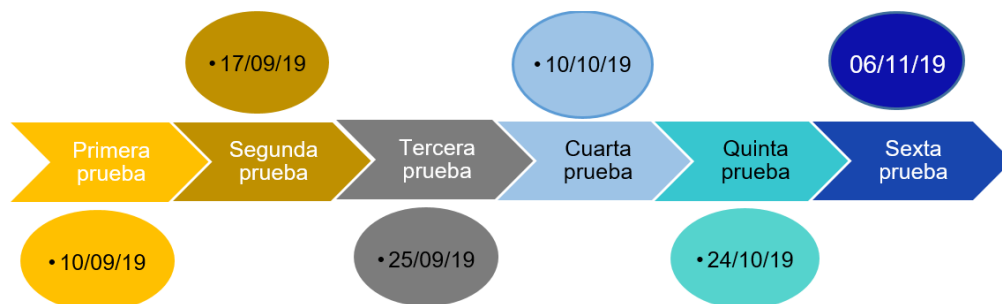 • 17/09/19
• 10/10/19
06/11/19
Primera
prueba
Segunda
prueba
Tercera
prueba
Cuarta
prueba
Quinta
prueba
Sexta
prueba
• 10/09/19
• 25/09/19
• 24/10/19